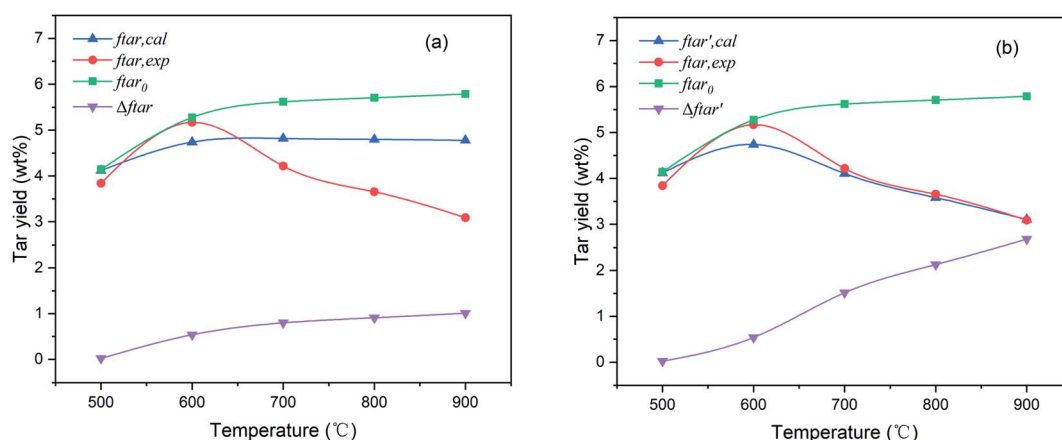 (a)
ftar,cal
ftar,exp
ftar0
Δftar
Tar yield (wt%)
7
6
5
4
3
2
1
0
500 600 700 800 900
Temperature (℃)
(b)
ftar',cal
ftar,exp
ftar0
Δftar'
Tar yield (wt%)
7
6
5
4
3
2
1
0
500 600 700 800 900
Temperature (℃)